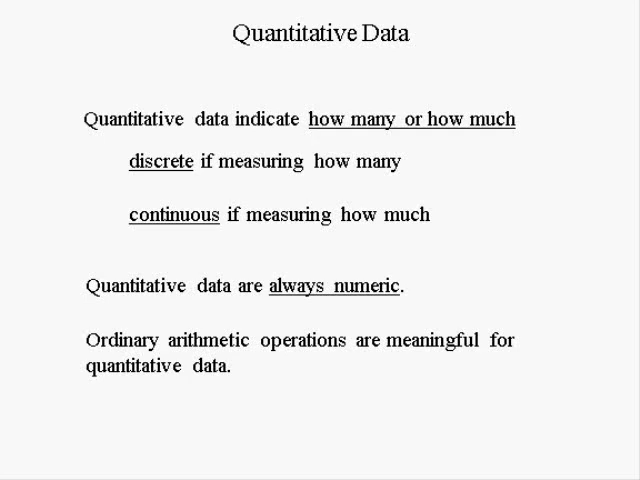 Quantitative Data
Quantitative data indicate how many or how much
discrete if measuring how many
continuous if measuring how much
Quantitative data are always numeric.
Ordinary arithmetic operations are meaningful for
quantitative data.